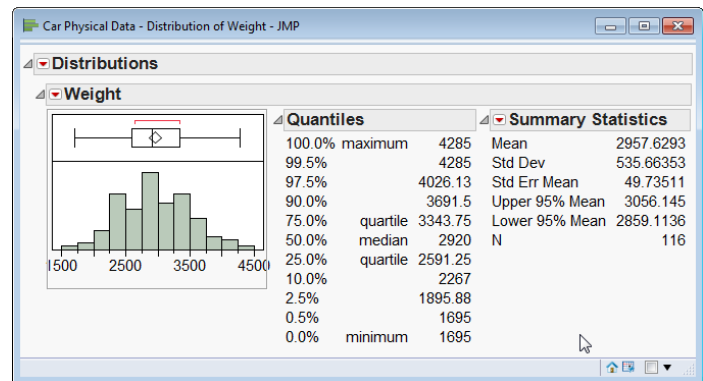 Car Physical Data - Distribution of Weight - JMP
Distributions
Weight
1500 2500 3500 4500
Quantiles
100.0% maximum 4285
99.5% 4285
97.5% 4026.13
90.0% 3691.5
75.0% quartile 3343.75
50.0% median 2920
25.0% quartile 2591.25
10.0% 2267
2.5% 1895.88
0.5% 1695
0.0% minimum 1695
Summary Statistics
Mean 2957.6293
Std Dev 535.66353
Std Err Mean 49.73511
Upper 95% Mean 3056.145
Lower 95% Mean 2859.1136
N 116